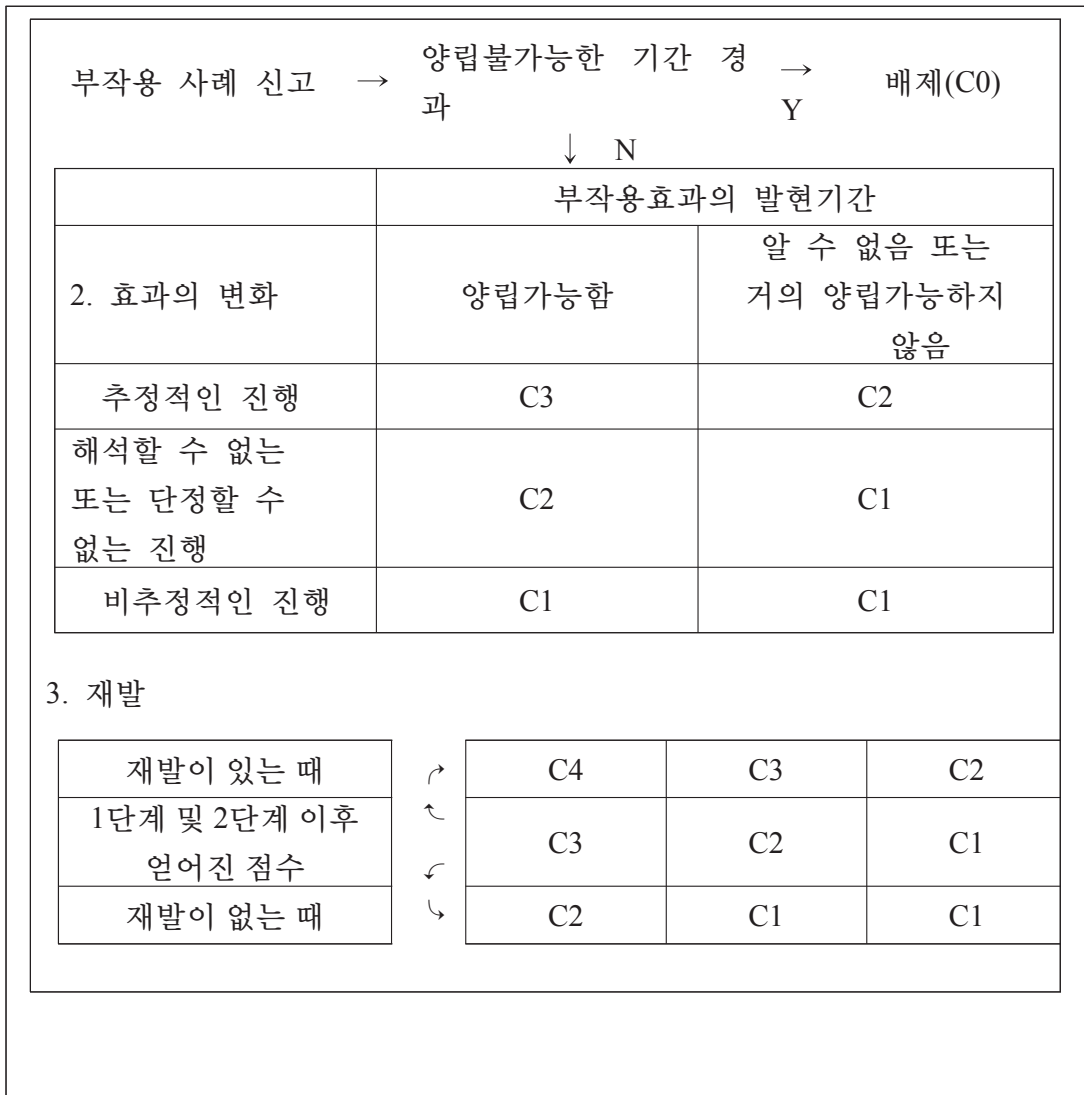 부작용 사례 신고 → 양립불가능한 기간 경 → 배제(C0)
과 Y
↓ N
부작용효과의 발현기간
2. 효과의 변화 양립가능함 알 수 없음 또는
거의 양립가능하지
않음
추정적인 진행 C3 C2
해석할 수 없는
또는 단정할 수 C2 C1
없는 진행
비추정적인 진행 C1 C1
3. 재발
재발이 있는 때 C4 C3 C2
1단계 및 2단계 이후 C3 C2 C1
얻어진 점수
재발이 없는 때 C2 C1 C1